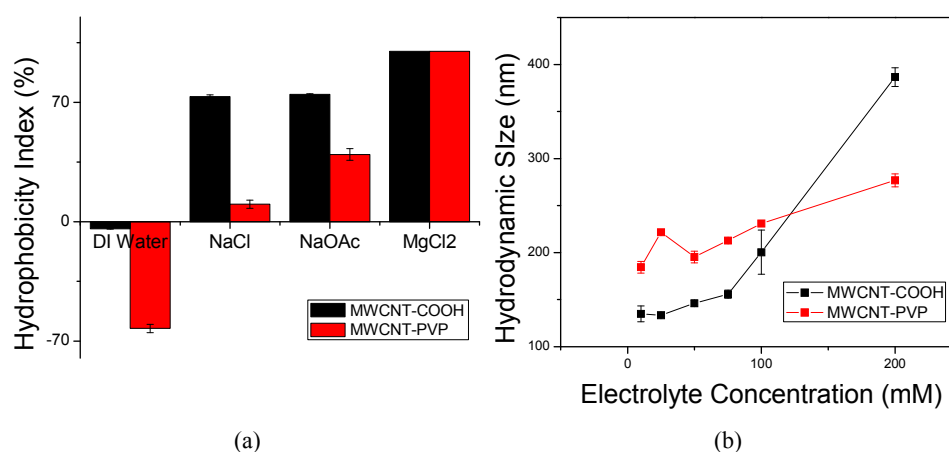 Hydrophobicity Index (%)
70
0
-70
DI Water
NaCl
NaOAc
MgCl2
MWCNT-COOH
MWCNT-PVP
(a)
Hydrodynamic SIze (nm)
400
300
200
100
0
100
200
MWCNT-COOH
MWCNT-PVP
Electrolyte Concentration (mM)
(b)